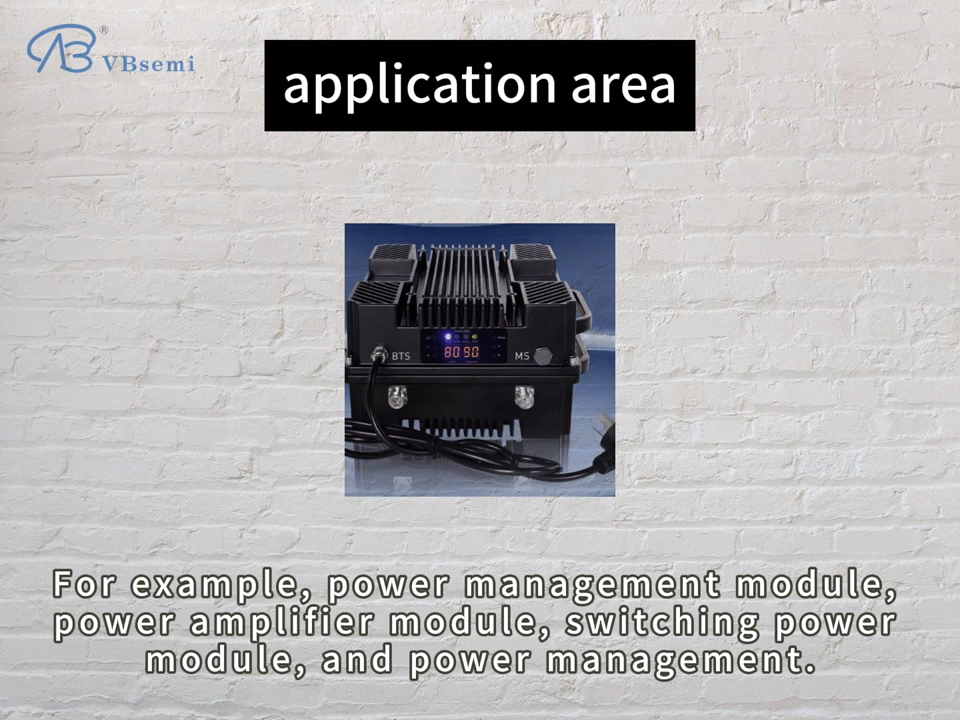 VBsemi®
application area
BTS
8090
MS
For example, power management module,
power amplifier module, switching power
module, and power management.